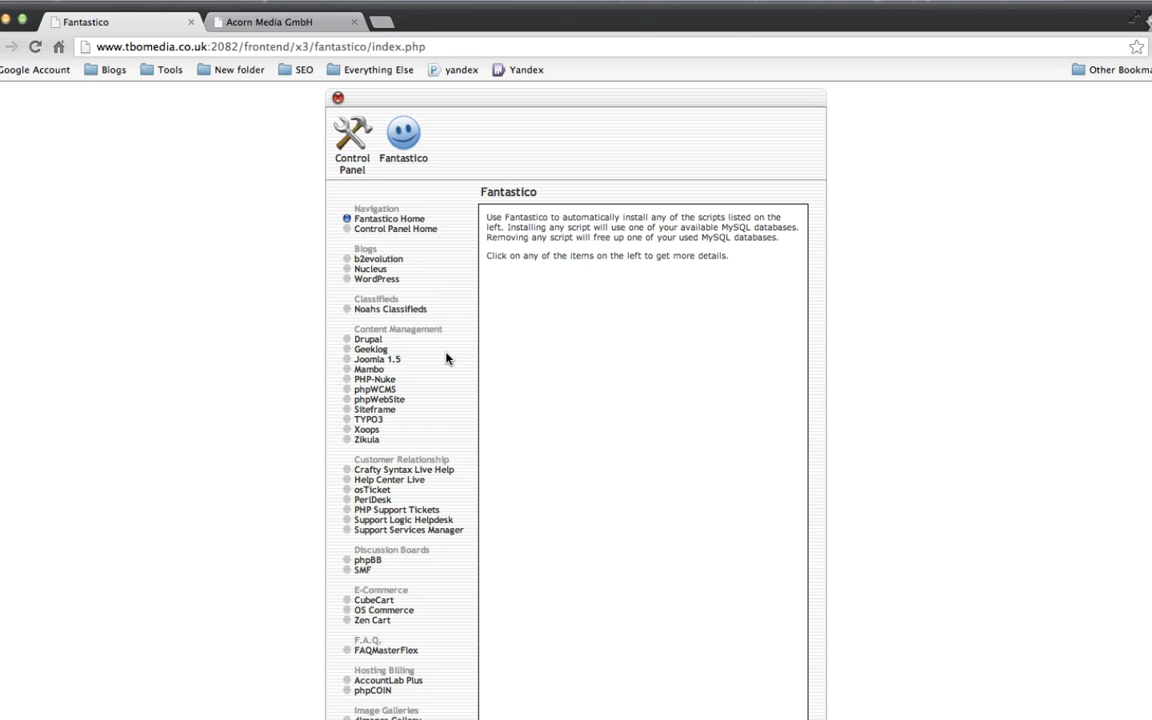 Fantastico
Acorn Media GmbH
www.tbomedia.co.uk:2082/frontend/x3/fantastico/index.php
Google Account
Blogs
Tools
New folder
SEO
Everything Else
yandex
Yandex
Other Bookma
Control Panel
Fantastico
Navigation
Fantastico Home
Control Panel Home
Blogs
b2evolution
Nucleus
WordPress
Classifieds
Noahs Classifieds
Content Management
Drupal
Geeklog
Joomla 1.5
Mambo
PHP-Nuke
phpWCMS
phpWebSite
Siteframe
TYPO3
Xoops
Zikula
Customer Relationship
Crafty Syntax Live Help
Help Center Live
osTicket
PerlDesk
PHP Support Tickets
Support Logic Helpdesk
Support Services Manager
Discussion Boards
phpBB
SMF
E-Commerce
CubeCart
OS Commerce
Zen Cart
F.A.Q.
FAQMasterFlex
Hosting Billing
AccountLab Plus
phpCOIN
Image Galleries
4images Gallery
Fantastico
Use Fantastico to automatically install any of the scripts listed on the
left. Installing any script will use one of your available MySQL databases.
Removing any script will free up one of your used MySQL databases.
Click on any of the items on the left to get more details.